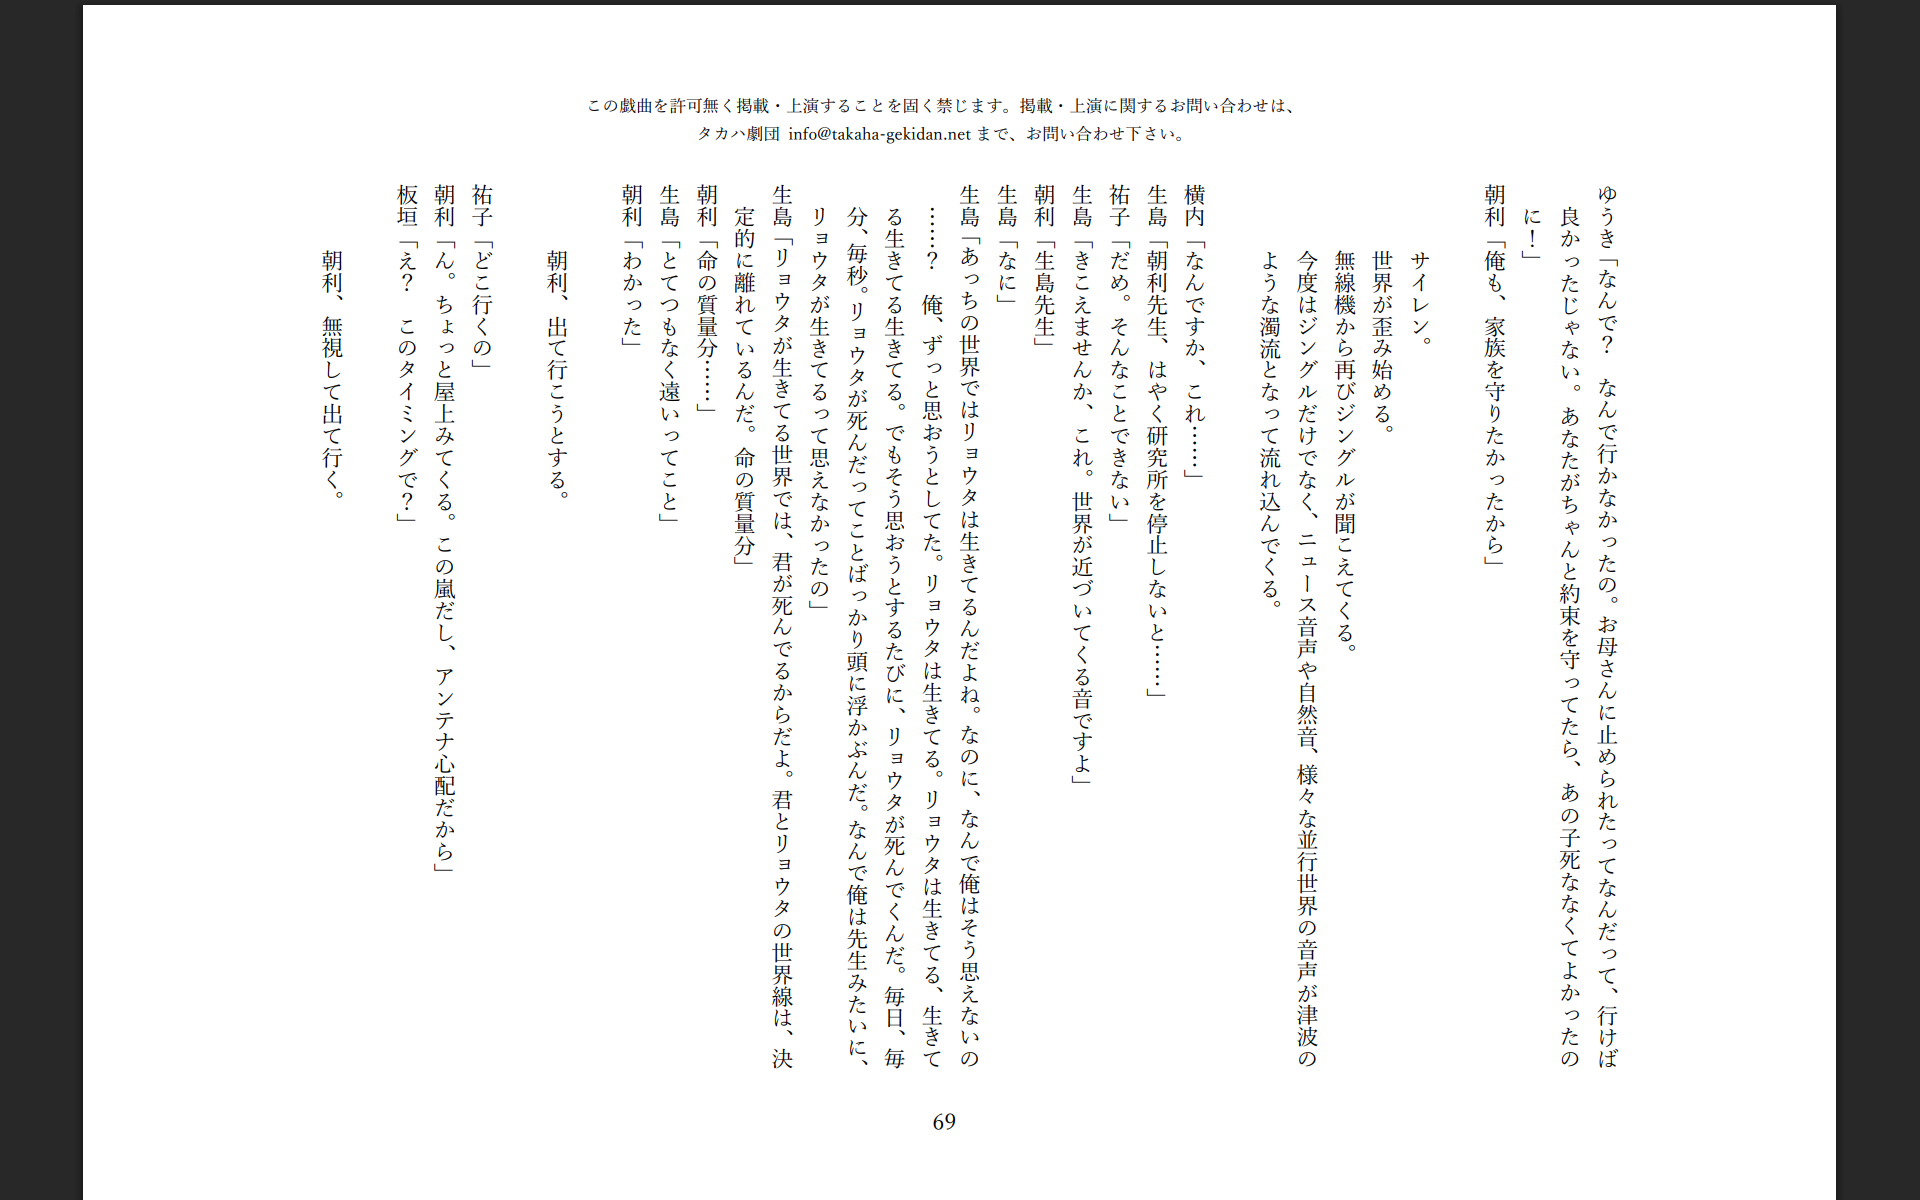 この戯曲を許可無く掲載・上演することを固く禁じます。掲載・上演に関するお問い合わせは、
タカハ劇団 info@takaha-gekidan.net まで、お問い合わせ下さい。
ゆうき「なんで？　なんで行かなかったの。お母さんに止められたってなんだって、行けば
良かったじゃない。あなたがちゃんと約束を守ってたら、あの子死ななくてよかったの
に！」
朝利「俺も、家族を守りたかったから」
サイレン。
世界が歪み始める。
無線機から再びジングルが聞こえてくる。
今度はジングルだけでなく、ニュース音声や自然音、様々な並行世界の音声が津波の
ような濁流となって流れ込んでくる。
横内「なんですか、これ……」
生島「朝利先生、はやく研究所を停止しないと……」
祐子「だめ。そんなことできない」
生島「きこえませんか、これ。世界が近づいてくる音ですよ」
朝利「生島先生」
生島「なに」
生島「あっちの世界ではリョウタは生きてるんだよね。なのに、なんで俺はそう思えないの
……？　俺、ずっと思おうとしてた。リョウタは生きてる。リョウタは生きてる、生きて
る生きてる生きてる。でもそう思おうとするたびに、リョウタが死んでくんだ。毎日、毎
分、毎秒。リョウタが死んだってことばっかり頭に浮かぶんだ。なんで俺は先生みたいに、
リョウタが生きてるって思えなかったの」
生島「リョウタが生きてる世界では、君が死んでるからだよ。君とリョウタの世界線は、決
定的に離れているんだ。命の質量分」
朝利「命の質量分……」
生島「とてつもなく遠いってこと」
朝利「わかった」
朝利、出て行こうとする。
祐子「どこ行くの」
朝利「ん。ちょっと屋上みてくる。この嵐だし、アンテナ心配だから」
板垣「え？　このタイミングで？」
朝利、無視して出て行く。
69